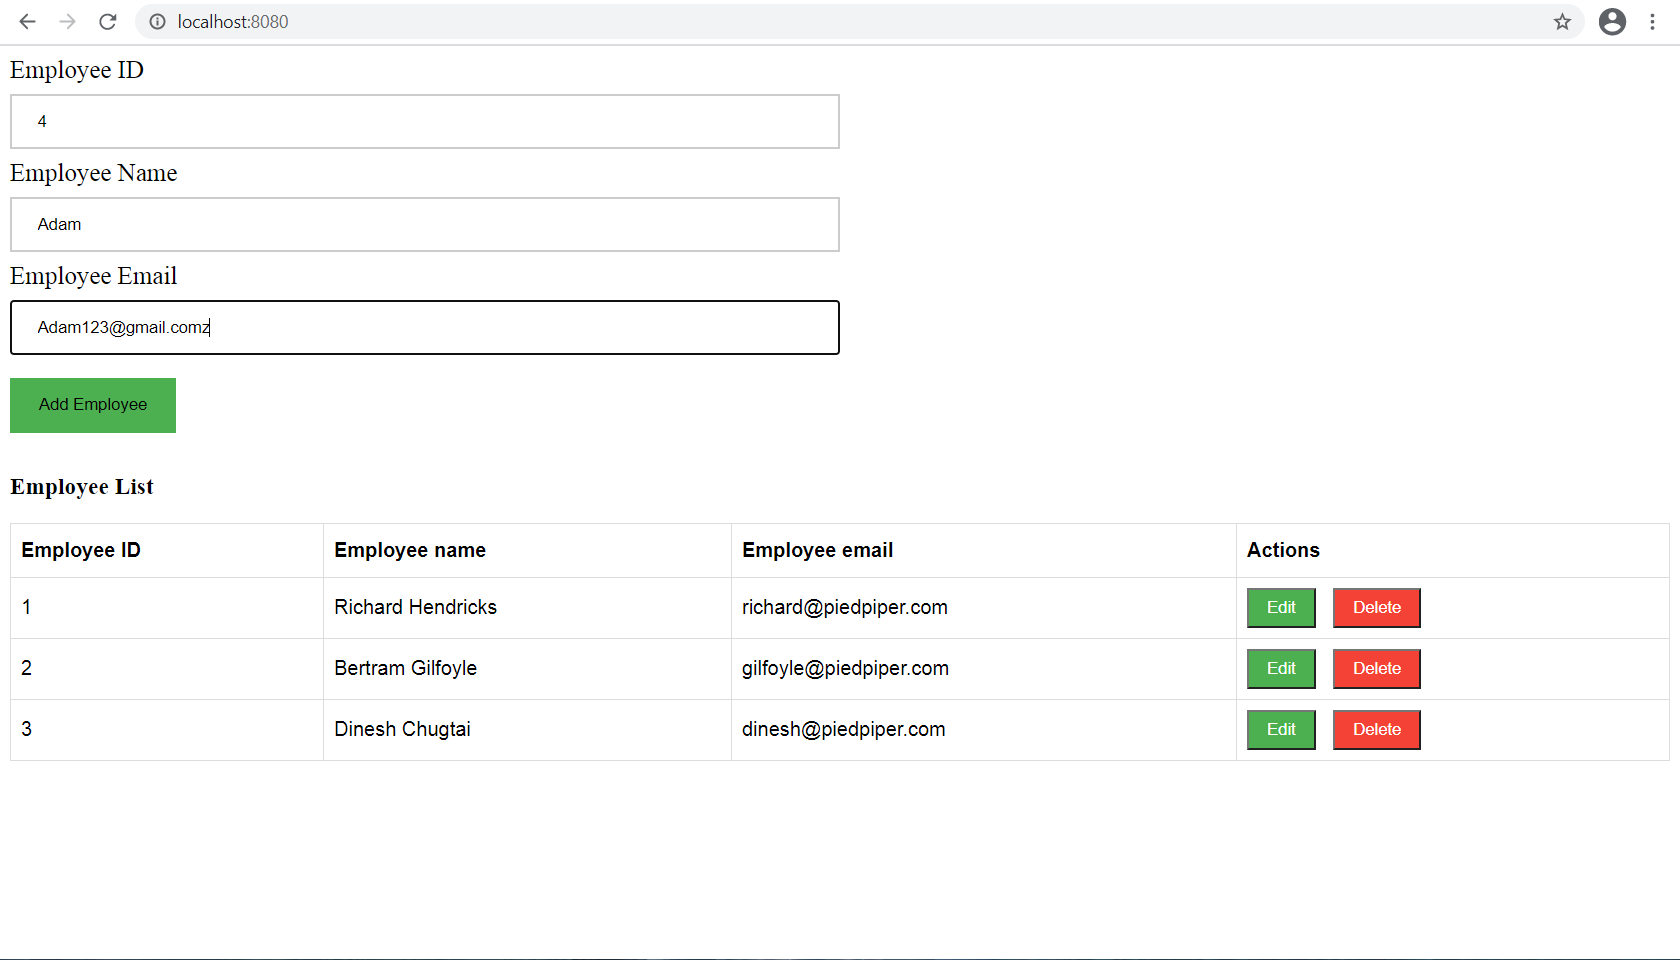 localhost:8080
Employee ID
4
Employee Name
Adam
Employee Email
Adam123@gmail.comz
Add Employee
Employee List
Employee ID Employee name Employee email Actions
1 Richard Hendricks richard@piedpiper.com Edit Delete
2 Bertram Gilfoyle gilfoyle@piedpiper.com Edit Delete
3 Dinesh Chugtai dinesh@piedpiper.com Edit Delete